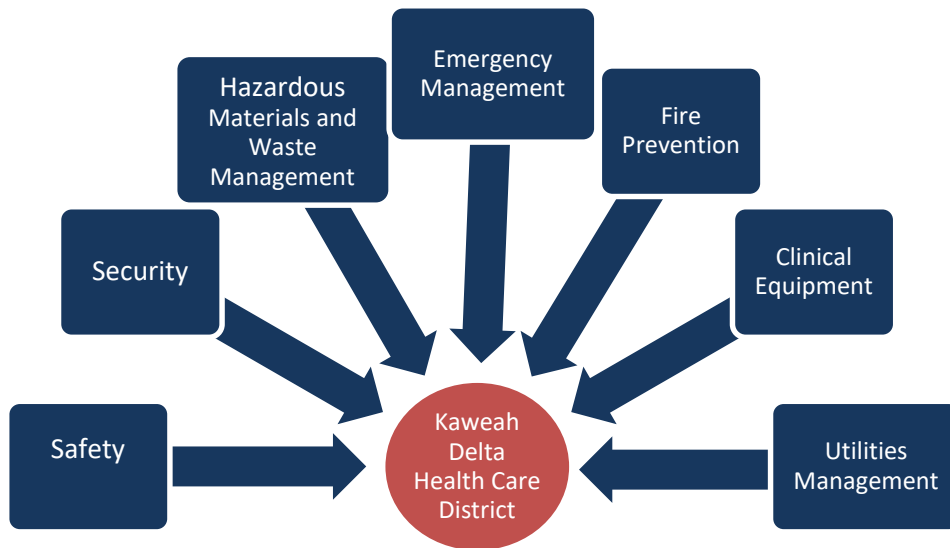 Emergency
Management
Hazardous
Materials and
Waste
Management
Fire
Prevention
Security
Clinical
Equipment
Safety
Kaweah
Delta
Health Care
District
Utilities
Management